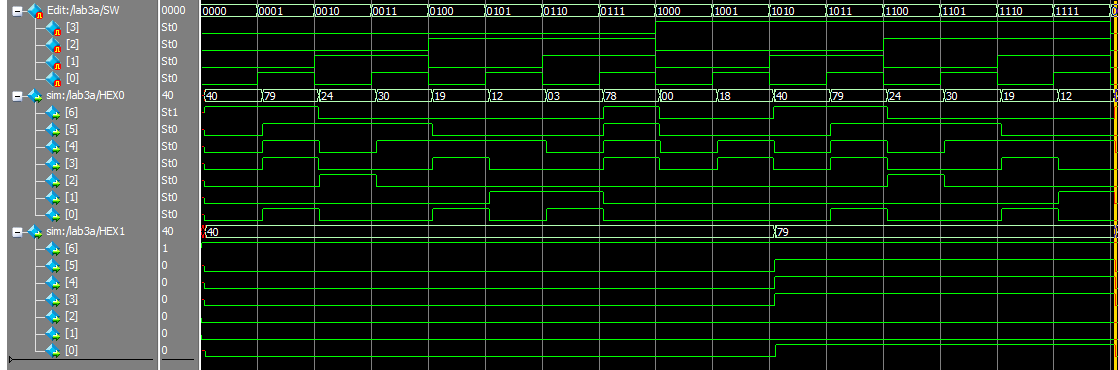 Edit:/lab3a/SW 0000 0000 0001 0010 0011 0100 0101 0110 0111 1000 1001 1010 1011 1100 1101 1110 1111
[3] St0
[2] St0
[1] St0
[0] St0
sim:/lab3a/HEX0 40 40 79 24 30 19 12 03 78 00 18 40 79 24 30 19 12
[6] St1
[5] St0
[4] St0
[3] St0
[2] St0
[1] St0
[0] St0
sim:/lab3a/HEX1 40 40 79
[6] 1
[5] 0
[4] 0
[3] 0
[2] 0
[1] 0
[0] 0